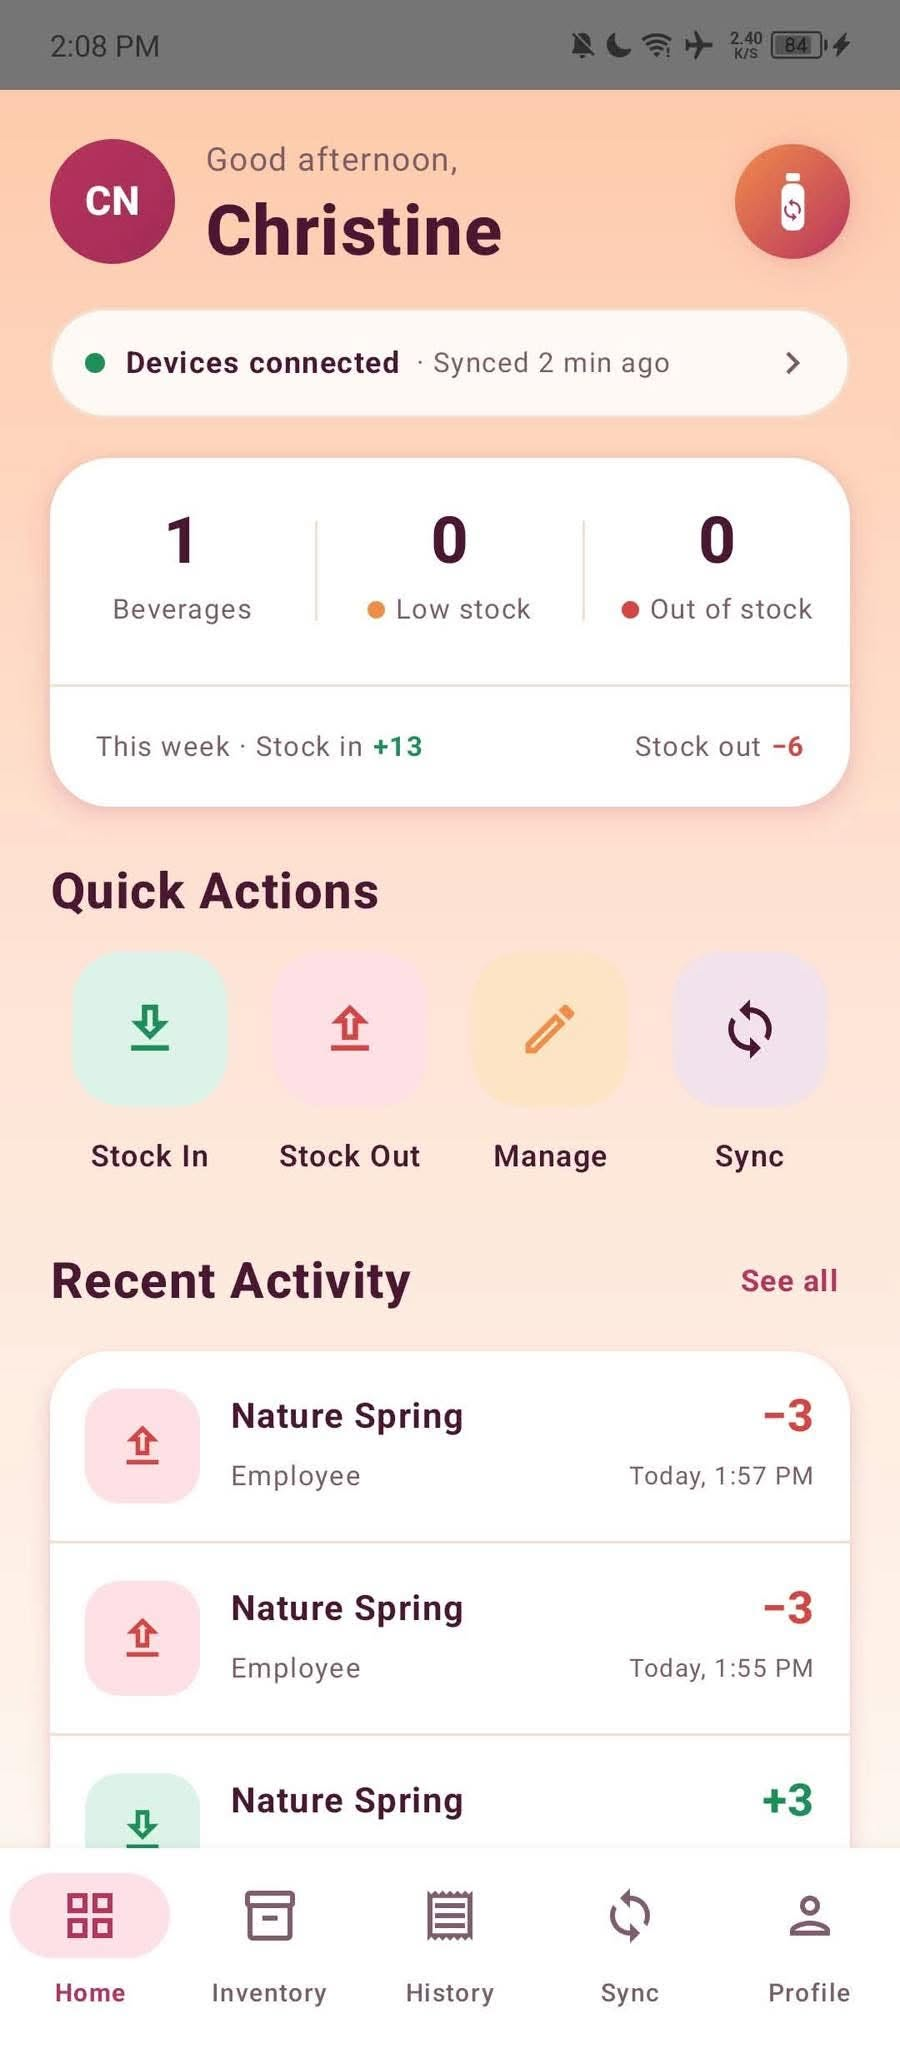 2:08 PM
2.40 K/S
84
CN
Good afternoon,
Christine
Devices connected · Synced 2 min ago
1
0
0
Beverages
Low stock
Out of stock
This week · Stock in +13
Stock out −6
Quick Actions
Stock In
Stock Out
Manage
Sync
Recent Activity
See all
Nature Spring
−3
Employee
Today, 1:57 PM
Nature Spring
−3
Employee
Today, 1:55 PM
Nature Spring
+3
Home
Inventory
History
Sync
Profile